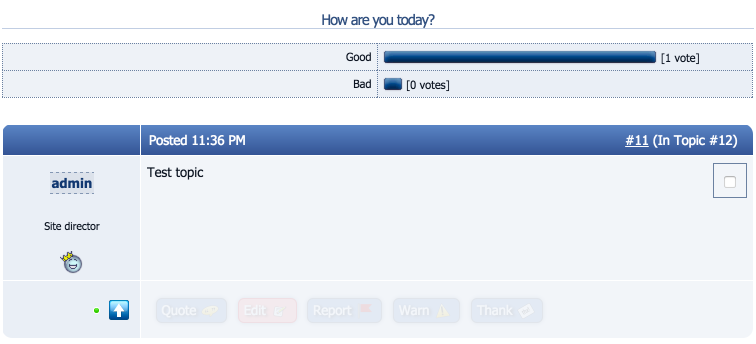 How are you today?
Good [1 vote]
Bad [0 votes]
Posted 11:36 PM #11 (In Topic #12)
admin Test topic
Site director
Quote Edit Report Warn Thank